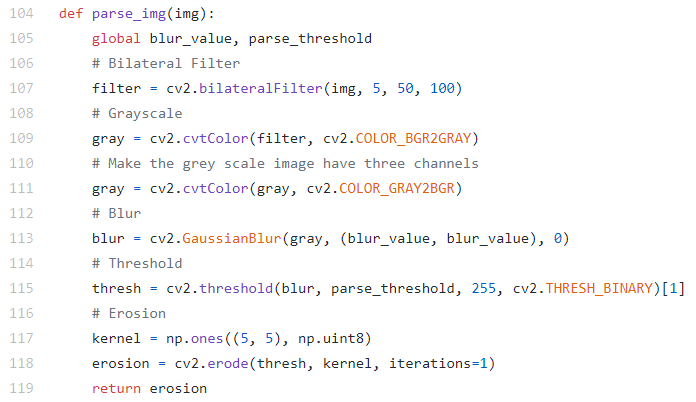 104 def parse_img(img):
105     global blur_value, parse_threshold
106     # Bilateral Filter
107     filter = cv2.bilateralFilter(img, 5, 50, 100)
108     # Grayscale
109     gray = cv2.cvtColor(filter, cv2.COLOR_BGR2GRAY)
110     # Make the grey scale image have three channels
111     gray = cv2.cvtColor(gray, cv2.COLOR_GRAY2BGR)
112     # Blur
113     blur = cv2.GaussianBlur(gray, (blur_value, blur_value), 0)
114     # Threshold
115     thresh = cv2.threshold(blur, parse_threshold, 255, cv2.THRESH_BINARY)[1]
116     # Erosion
117     kernel = np.ones((5, 5), np.uint8)
118     erosion = cv2.erode(thresh, kernel, iterations=1)
119     return erosion